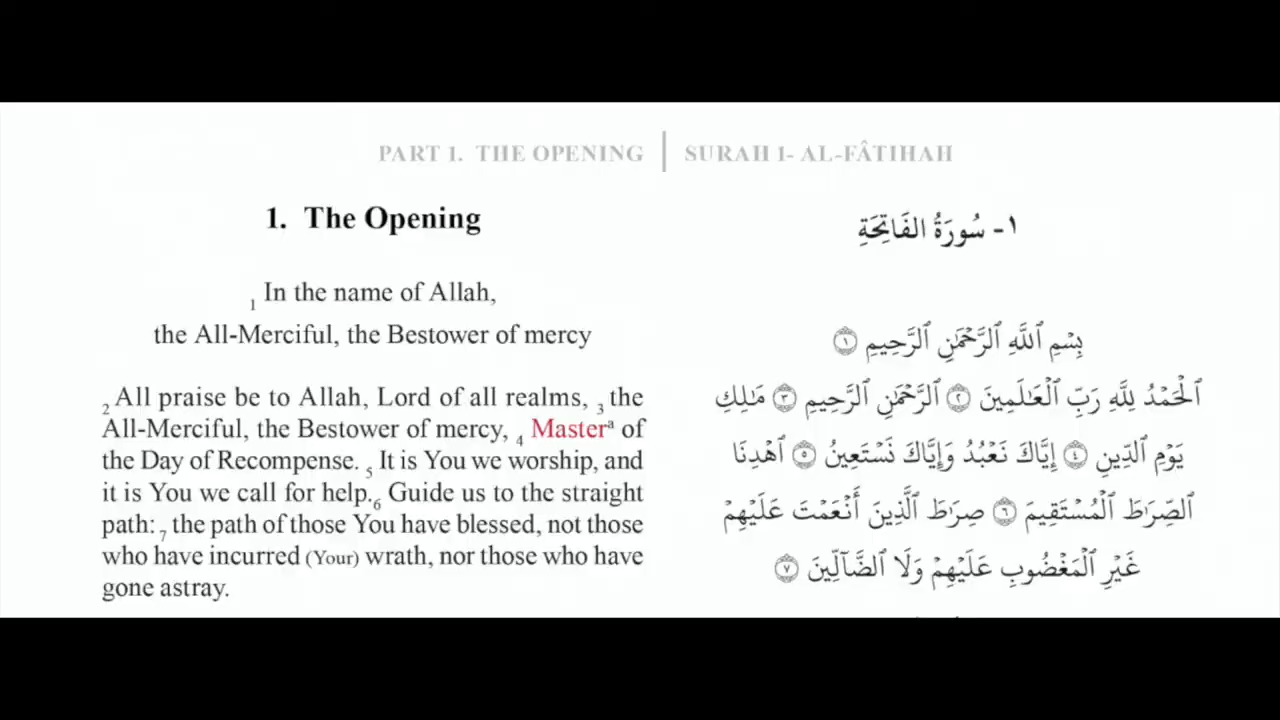 PART 1. THE OPENING | SURAH 1- AL-FÂTIHAH
1. The Opening
1 In the name of Allah,
the All-Merciful, the Bestower of mercy
2 All praise be to Allah, Lord of all realms, 3 the
All-Merciful, the Bestower of mercy, 4 Masterᵃ of
the Day of Recompense. 5 It is You we worship, and
it is You we call for help. 6 Guide us to the straight
path: 7 the path of those You have blessed, not those
who have incurred (Your) wrath, nor those who have
gone astray.
١- سُورَةُ الفَاتِحَةِ
بِسْمِ ٱللَّهِ ٱلرَّحْمَٰنِ ٱلرَّحِيمِ ١
ٱلْحَمْدُ لِلَّهِ رَبِّ ٱلْعَٰلَمِينَ ٢ ٱلرَّحْمَٰنِ ٱلرَّحِيمِ ٣ مَٰلِكِ
يَوْمِ ٱلدِّينِ ٤ إِيَّاكَ نَعْبُدُ وَإِيَّاكَ نَسْتَعِينُ ٥ ٱهْدِنَا
ٱلصِّرَٰطَ ٱلْمُسْتَقِيمَ ٦ صِرَٰطَ ٱلَّذِينَ أَنْعَمْتَ عَلَيْهِمْ
غَيْرِ ٱلْمَغْضُوبِ عَلَيْهِمْ وَلَا ٱلضَّآلِّينَ ٧